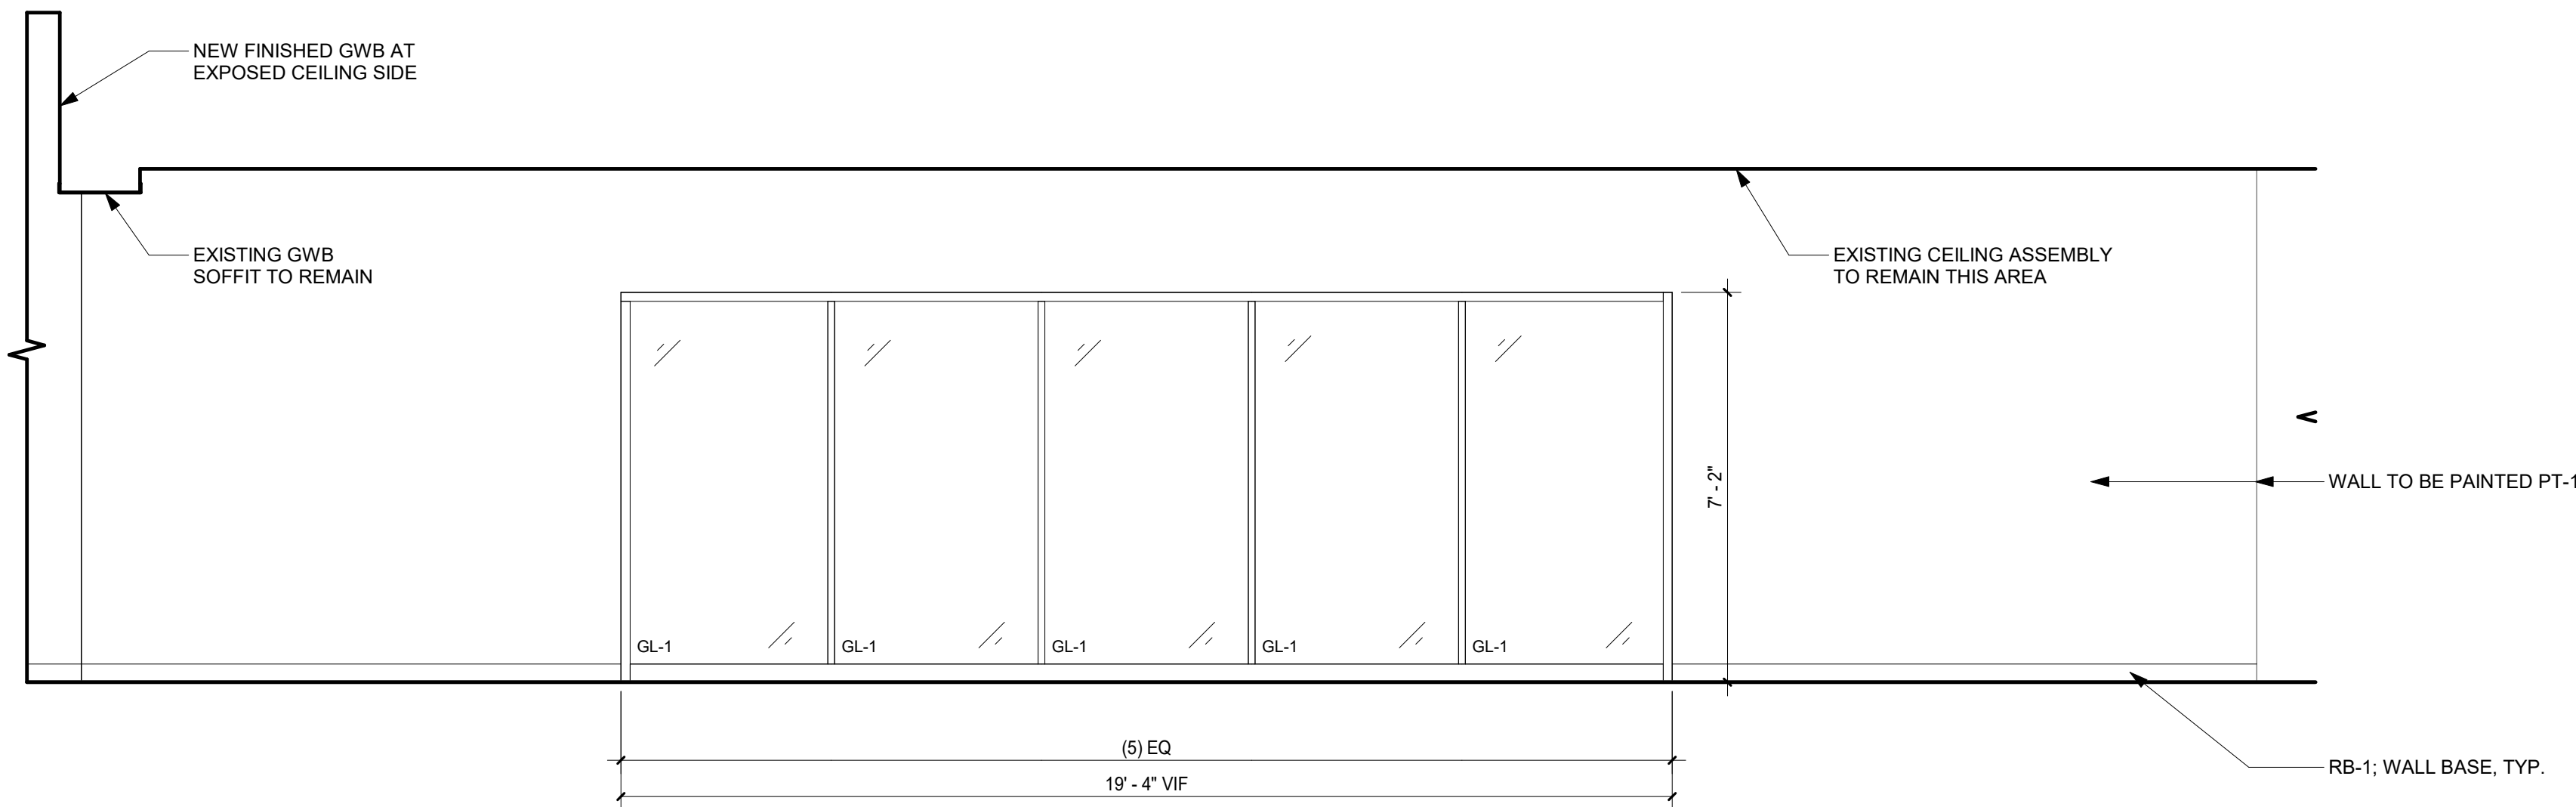 NEW FINISHED GWB AT
EXPOSED CEILING SIDE
EXISTING GWB
SOFFIT TO REMAIN
EXISTING CEILING ASSEMBLY
TO REMAIN THIS AREA
7' - 2"
WALL TO BE PAINTED PT-1
GL-1
GL-1
GL-1
GL-1
GL-1
(5) EQ
RB-1; WALL BASE, TYP.
19' - 4" VIF